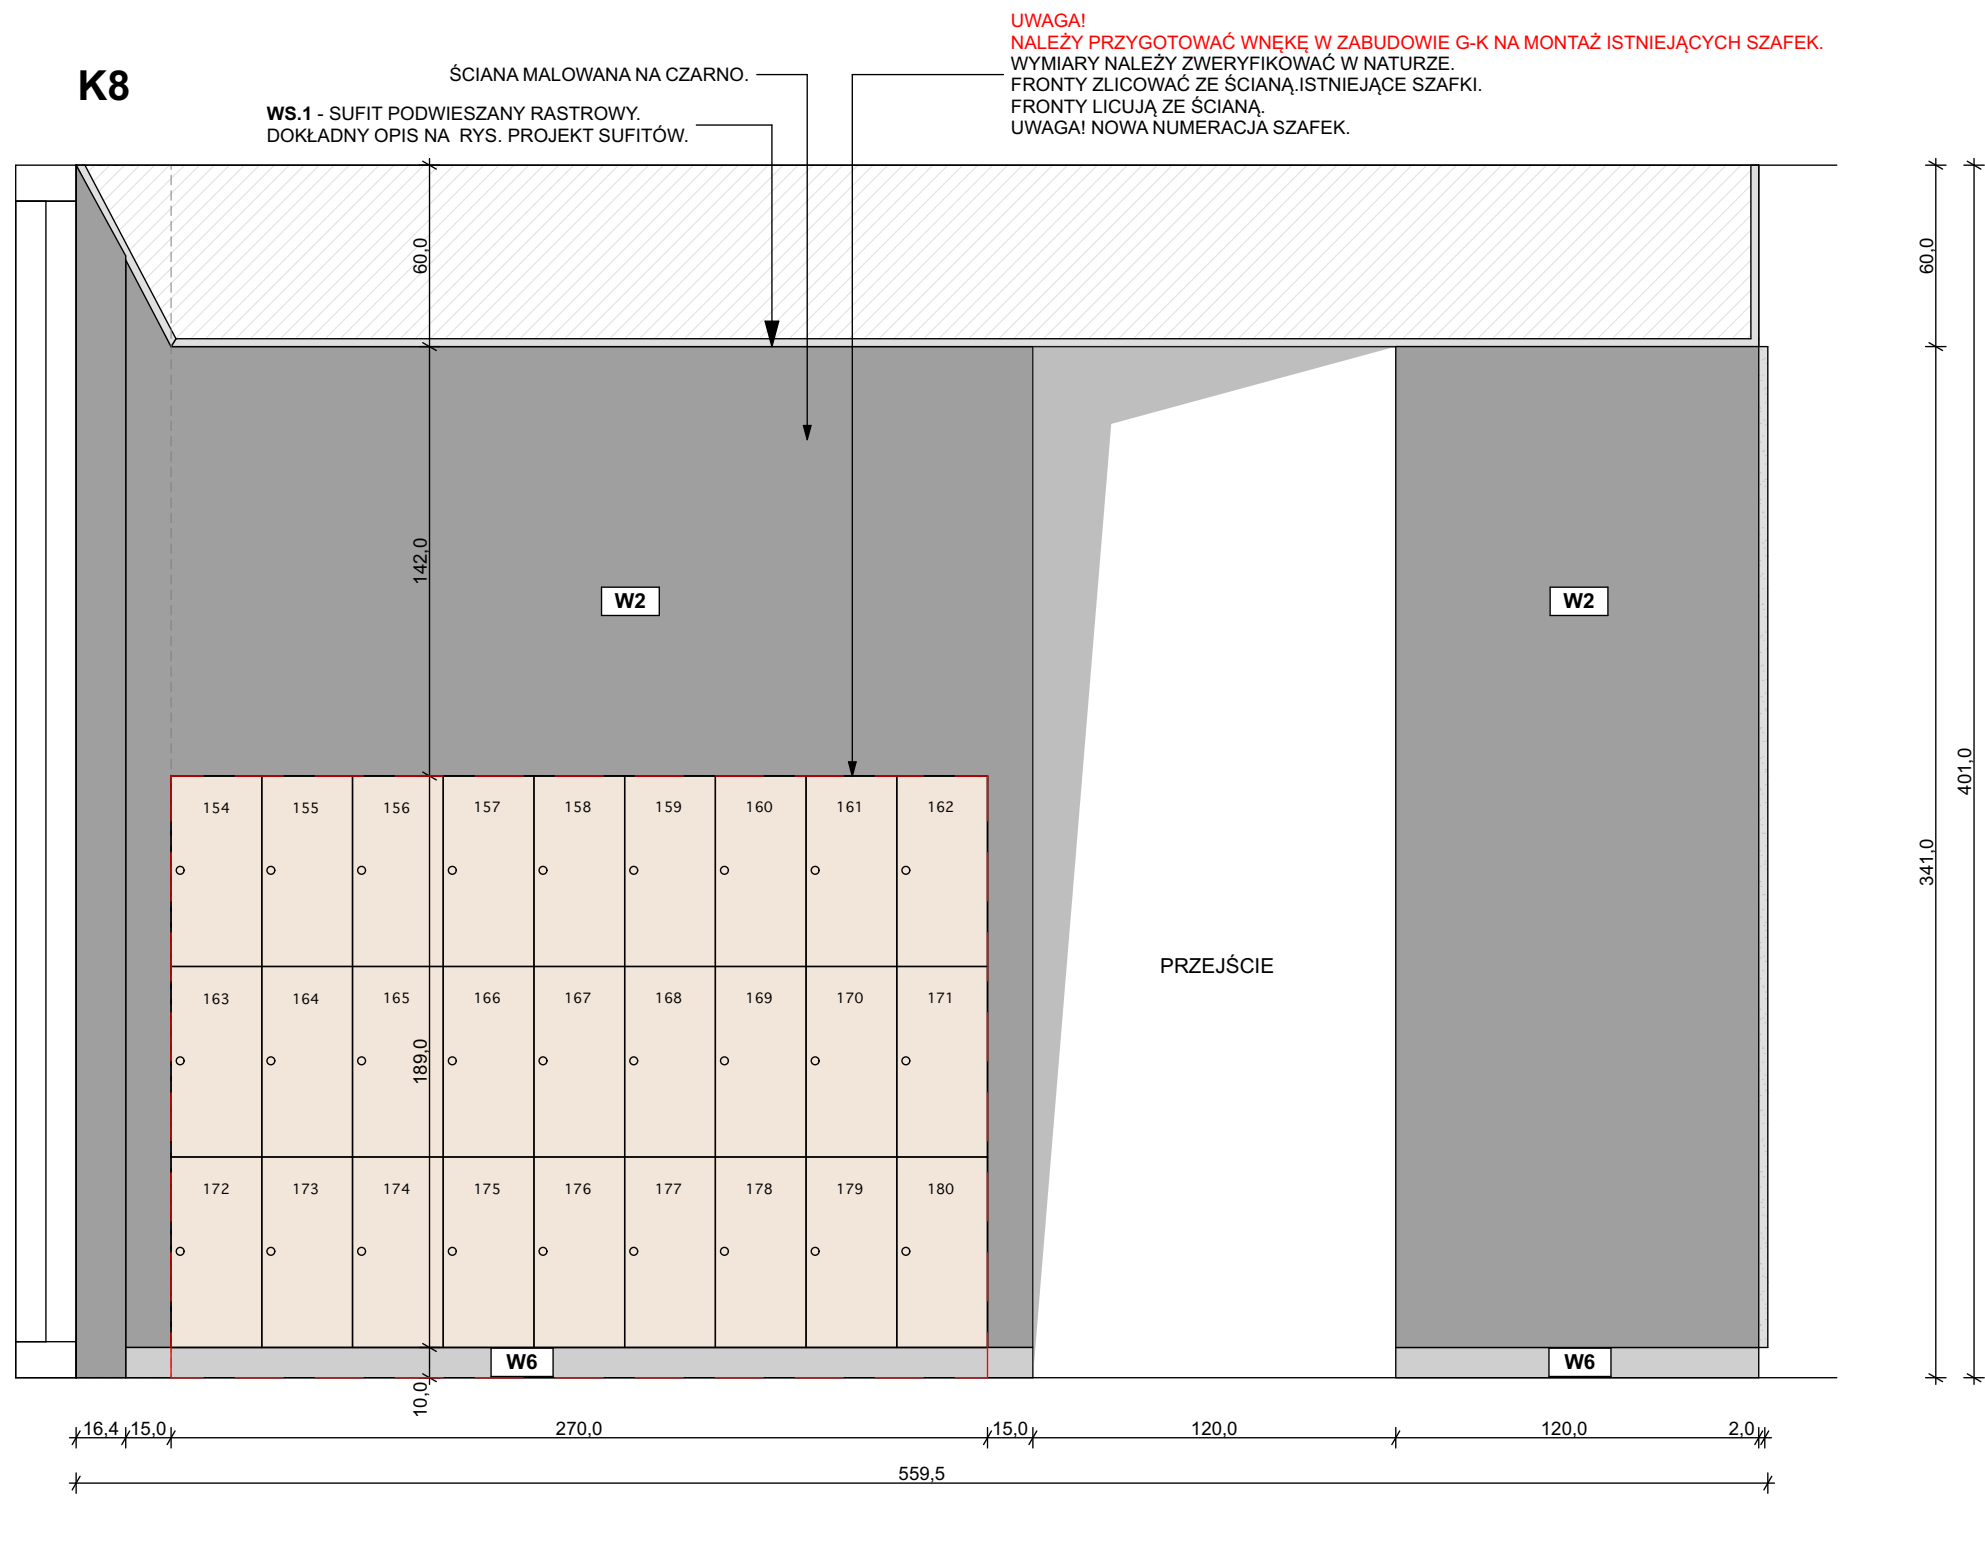 K8
ŚCIANA MALOWANA NA CZARNO.
WS.1 - SUFIT PODWIESZANY RASTROWY.
DOKŁADNY OPIS NA  RYS. PROJEKT SUFITÓW.
UWAGA!
NALEŻY PRZYGOTOWAĆ WNĘKĘ W ZABUDOWIE G-K NA MONTAŻ ISTNIEJĄCYCH SZAFEK.
WYMIARY NALEŻY ZWERYFIKOWAĆ W NATURZE.
FRONTY ZLICOWAĆ ZE ŚCIANĄ.ISTNIEJĄCE SZAFKI.
FRONTY LICUJĄ ZE ŚCIANĄ.
UWAGA! NOWA NUMERACJA SZAFEK.
60,0
60,0
142,0
W2
W2
401,0
341,0
154 155 156 157 158 159 160 161 162
PRZEJŚCIE
163 164 165 166 167 168 169 170 171
189,0
172 173 174 175 176 177 178 179 180
W6
W6
10,0
16,4 15,0 270,0 15,0 120,0 120,0 2,0
559,5